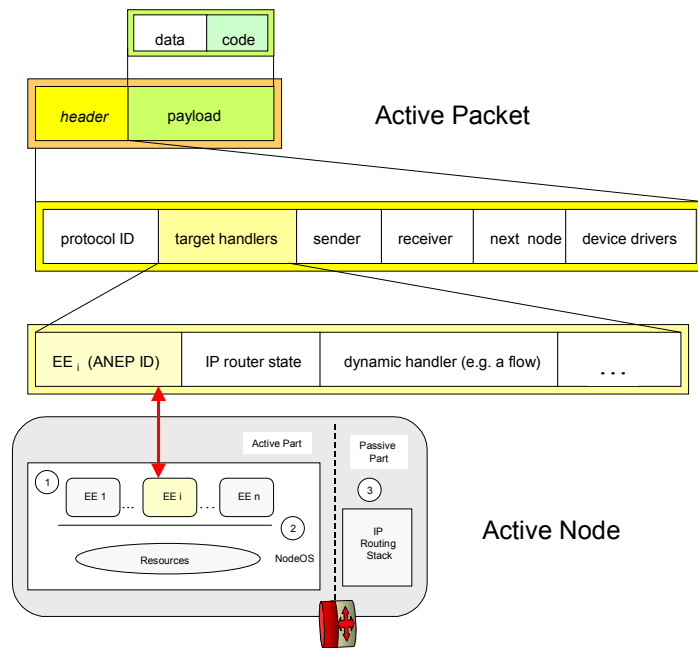 data code
header payload
Active Packet
protocol ID target handlers sender receiver next node device drivers
EE i (ANEP ID) IP router state dynamic handler (e.g. a flow) ...
Active Part
Passive Part
1
EE 1 ... EE i ... EE n
3
2
NodeOS
Resources
IP
Routing
Stack
Active Node